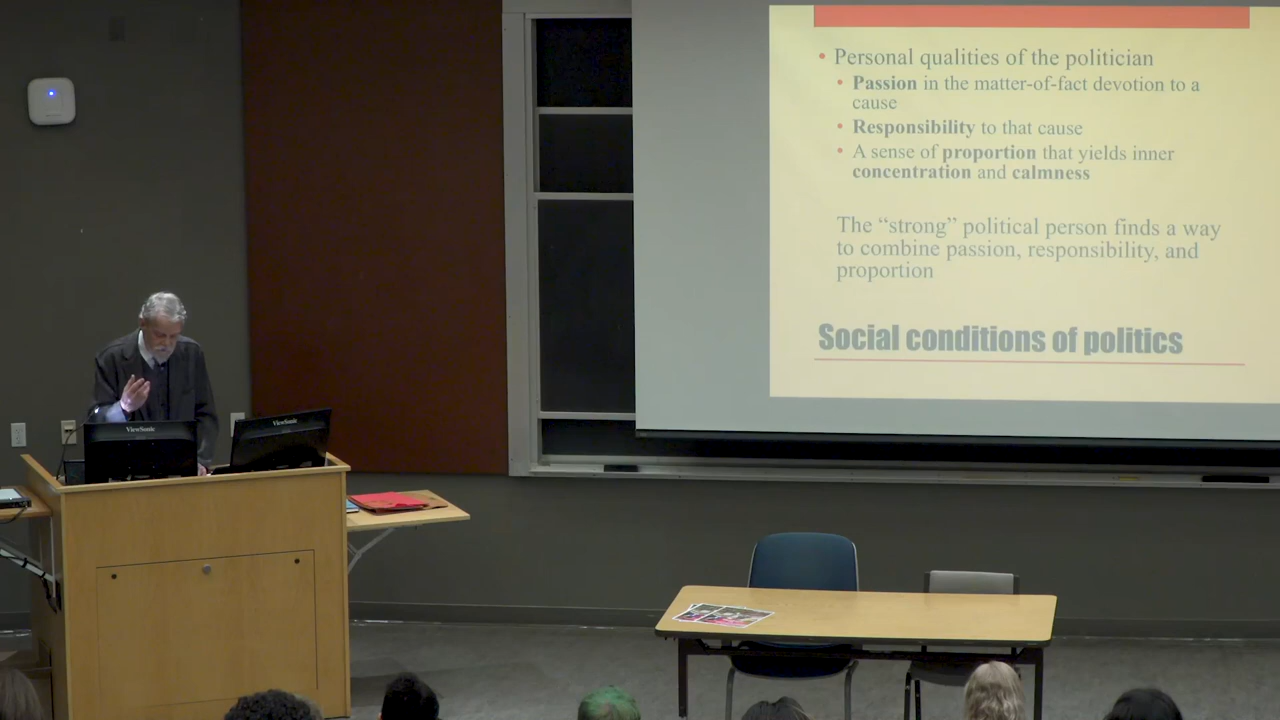 • Personal qualities of the politician
• Passion in the matter-of-fact devotion to a
cause
• Responsibility to that cause
• A sense of proportion that yields inner
concentration and calmness
The “strong” political person finds a way
to combine passion, responsibility, and
proportion
Social conditions of politics
ViewSonic
ViewSonic